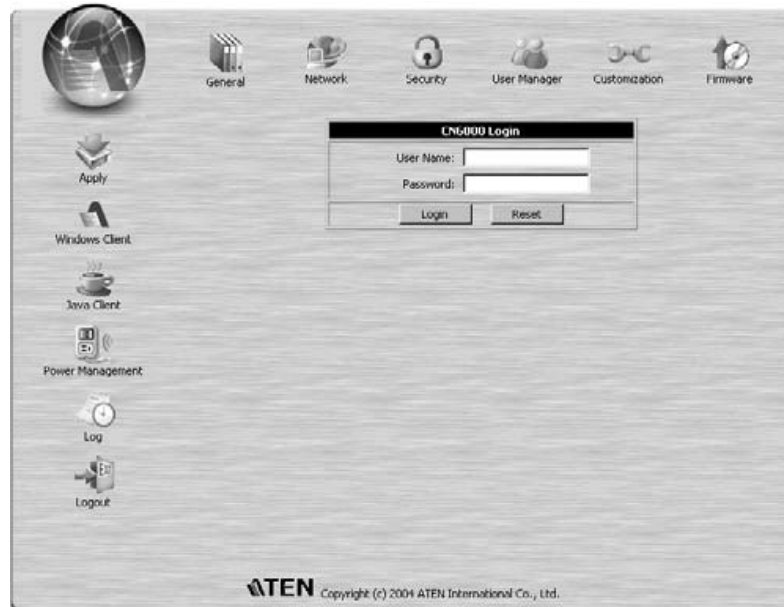 General Network Security User Manager Customization Firmware
CN6000 Login
User Name:
Password:
Login Reset
Apply
Windows Client
Java Client
Power Management
Log
Logout
ATEN Copyright (c) 2004 ATEN International Co., Ltd.